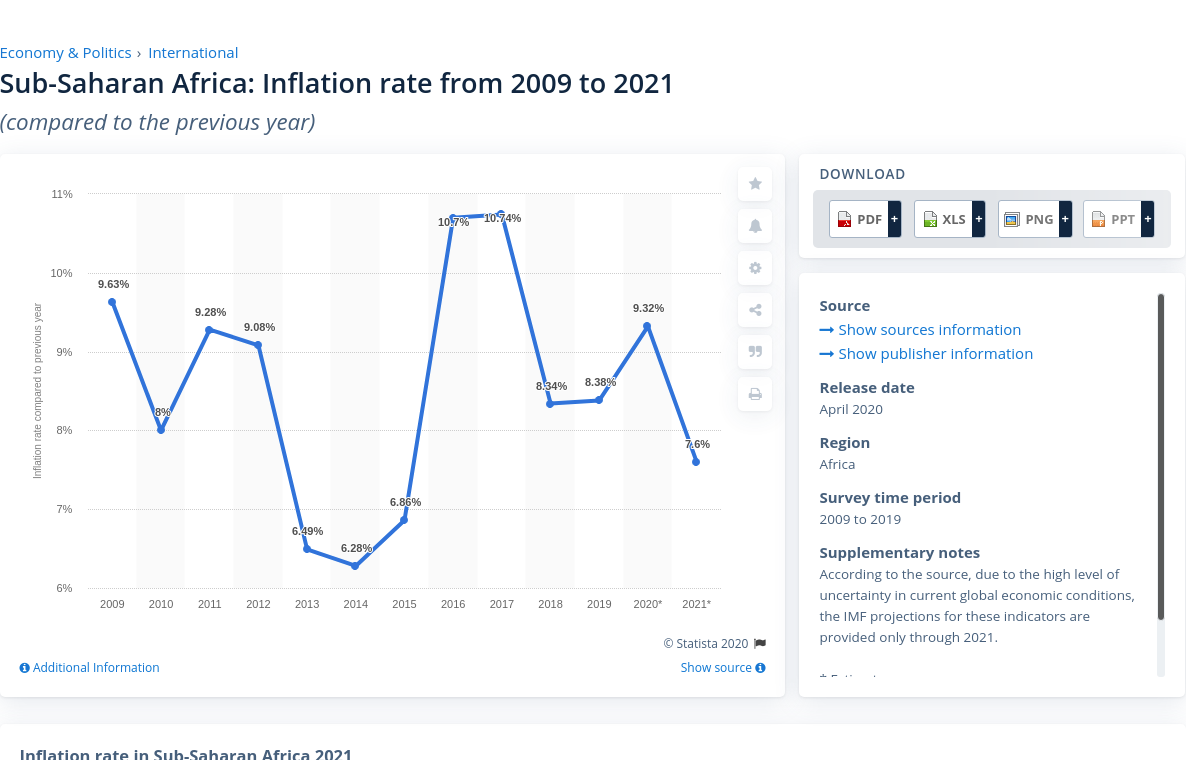 Economy & Politics › International
Sub-Saharan Africa: Inflation rate from 2009 to 2021
(compared to the previous year)
11%
10%
9%
8%
7%
6%
Inflation rate compared to previous year
9.63%
8%
9.28%
9.08%
6.49%
6.28%
6.86%
10.7%
10.74%
8.34%
8.38%
9.32%
7.6%
2009 2010 2011 2012 2013 2014 2015 2016 2017 2018 2019 2020* 2021*
© Statista 2020
Additional Information
Show source
DOWNLOAD
PDF + XLS + PNG + PPT +
Source
Show sources information
Show publisher information
Release date
April 2020
Region
Africa
Survey time period
2009 to 2019
Supplementary notes
According to the source, due to the high level of
uncertainty in current global economic conditions,
the IMF projections for these indicators are
provided only through 2021.
Inflation rate in Sub-Saharan Africa 2021